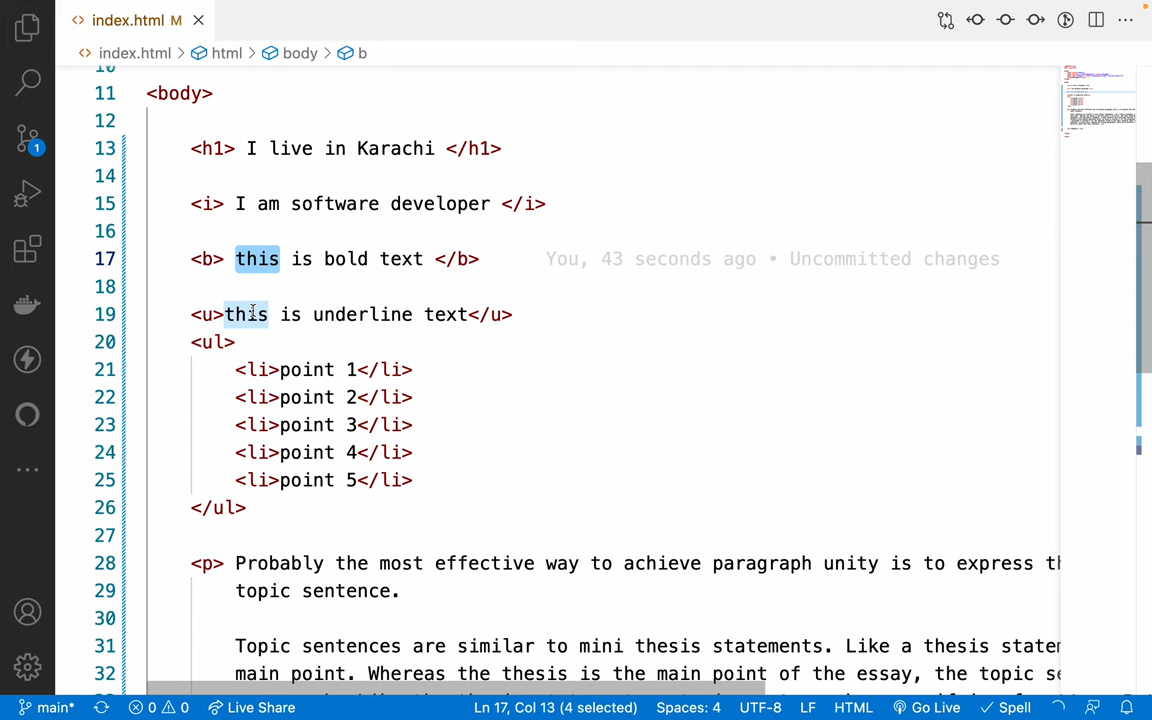 index.html M
index.html > html > body > b
10
11 <body>
12
13 <h1> I live in Karachi </h1>
14
15 <i> I am software developer </i>
16
17 <b> this is bold text </b> You, 43 seconds ago • Uncommitted changes
18
19 <u>this is underline text</u>
20 <ul>
21 <li>point 1</li>
22 <li>point 2</li>
23 <li>point 3</li>
24 <li>point 4</li>
25 <li>point 5</li>
26 </ul>
27
28 <p> Probably the most effective way to achieve paragraph unity is to express th
29 topic sentence.
30
31 Topic sentences are similar to mini thesis statements. Like a thesis statem
32 main point. Whereas the thesis is the main point of the essay, the topic se
1
main* 0 0 Live Share Ln 17, Col 13 (4 selected) Spaces: 4 UTF-8 LF HTML Go Live Spell